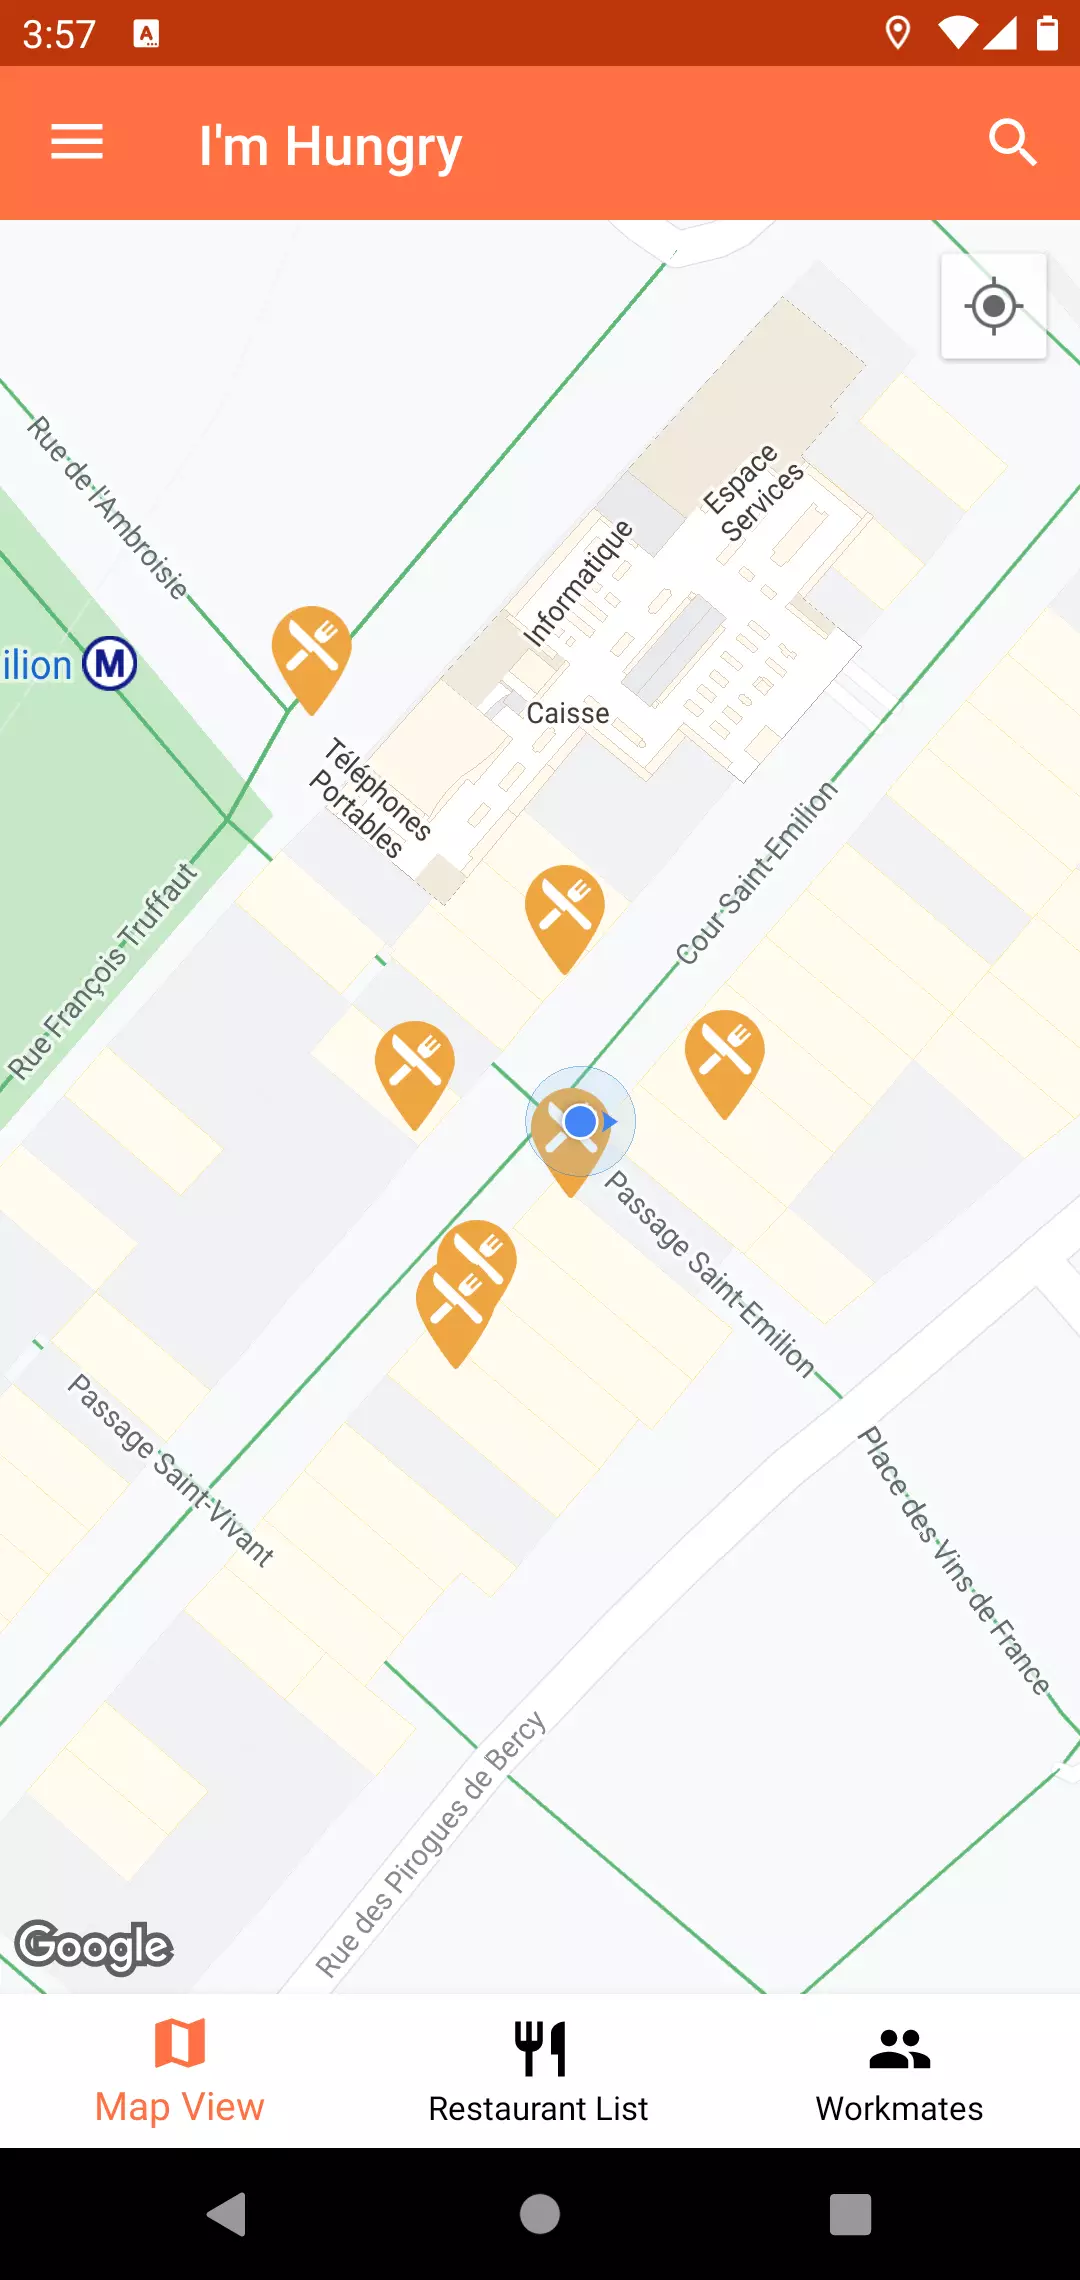 3:57
A
I'm Hungry
Rue de l'Ambroisie
Espace
Services
Informatique
ilion
M
Caisse
Téléphones
Portables
Cour Saint-Emilion
Rue François Truffaut
Passage Saint-Emilion
Passage Saint-Vivant
Place des Vins de France
Rue des Pirogues de Bercy
Google
Map View
Restaurant List
Workmates